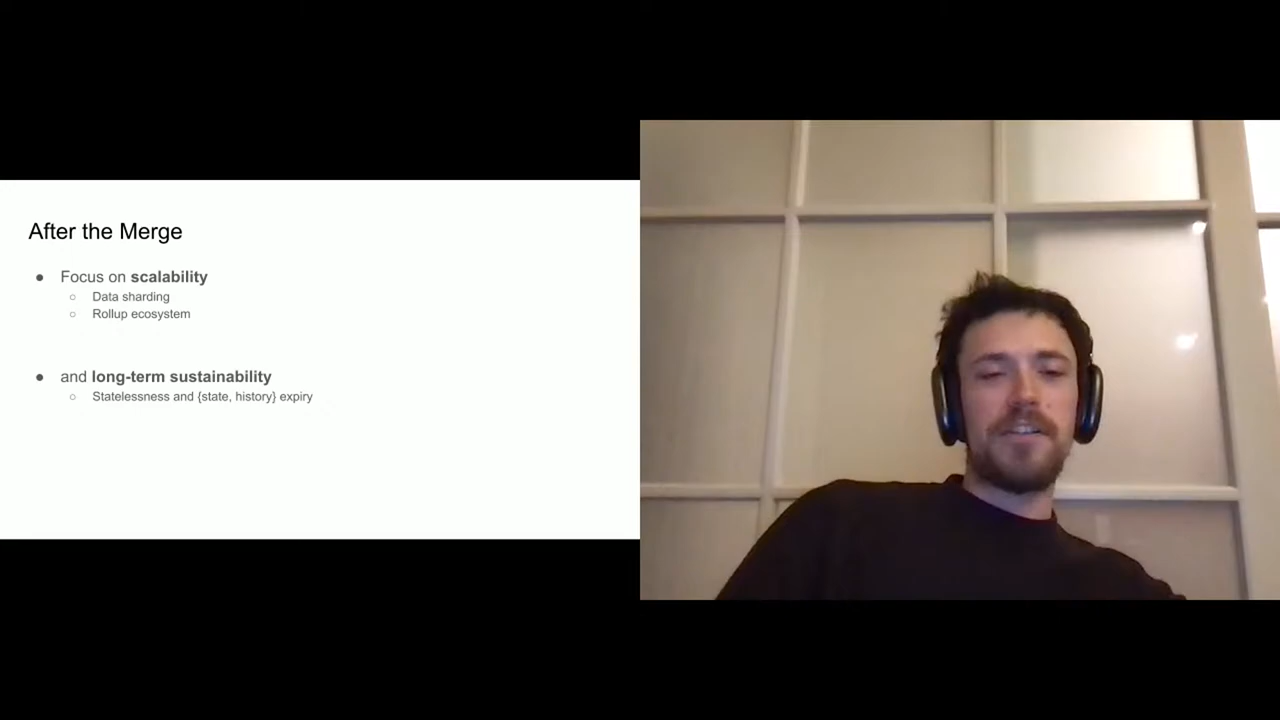 After the Merge
● Focus on scalability
○ Data sharding
○ Rollup ecosystem
● and long-term sustainability
○ Statelessness and {state, history} expiry